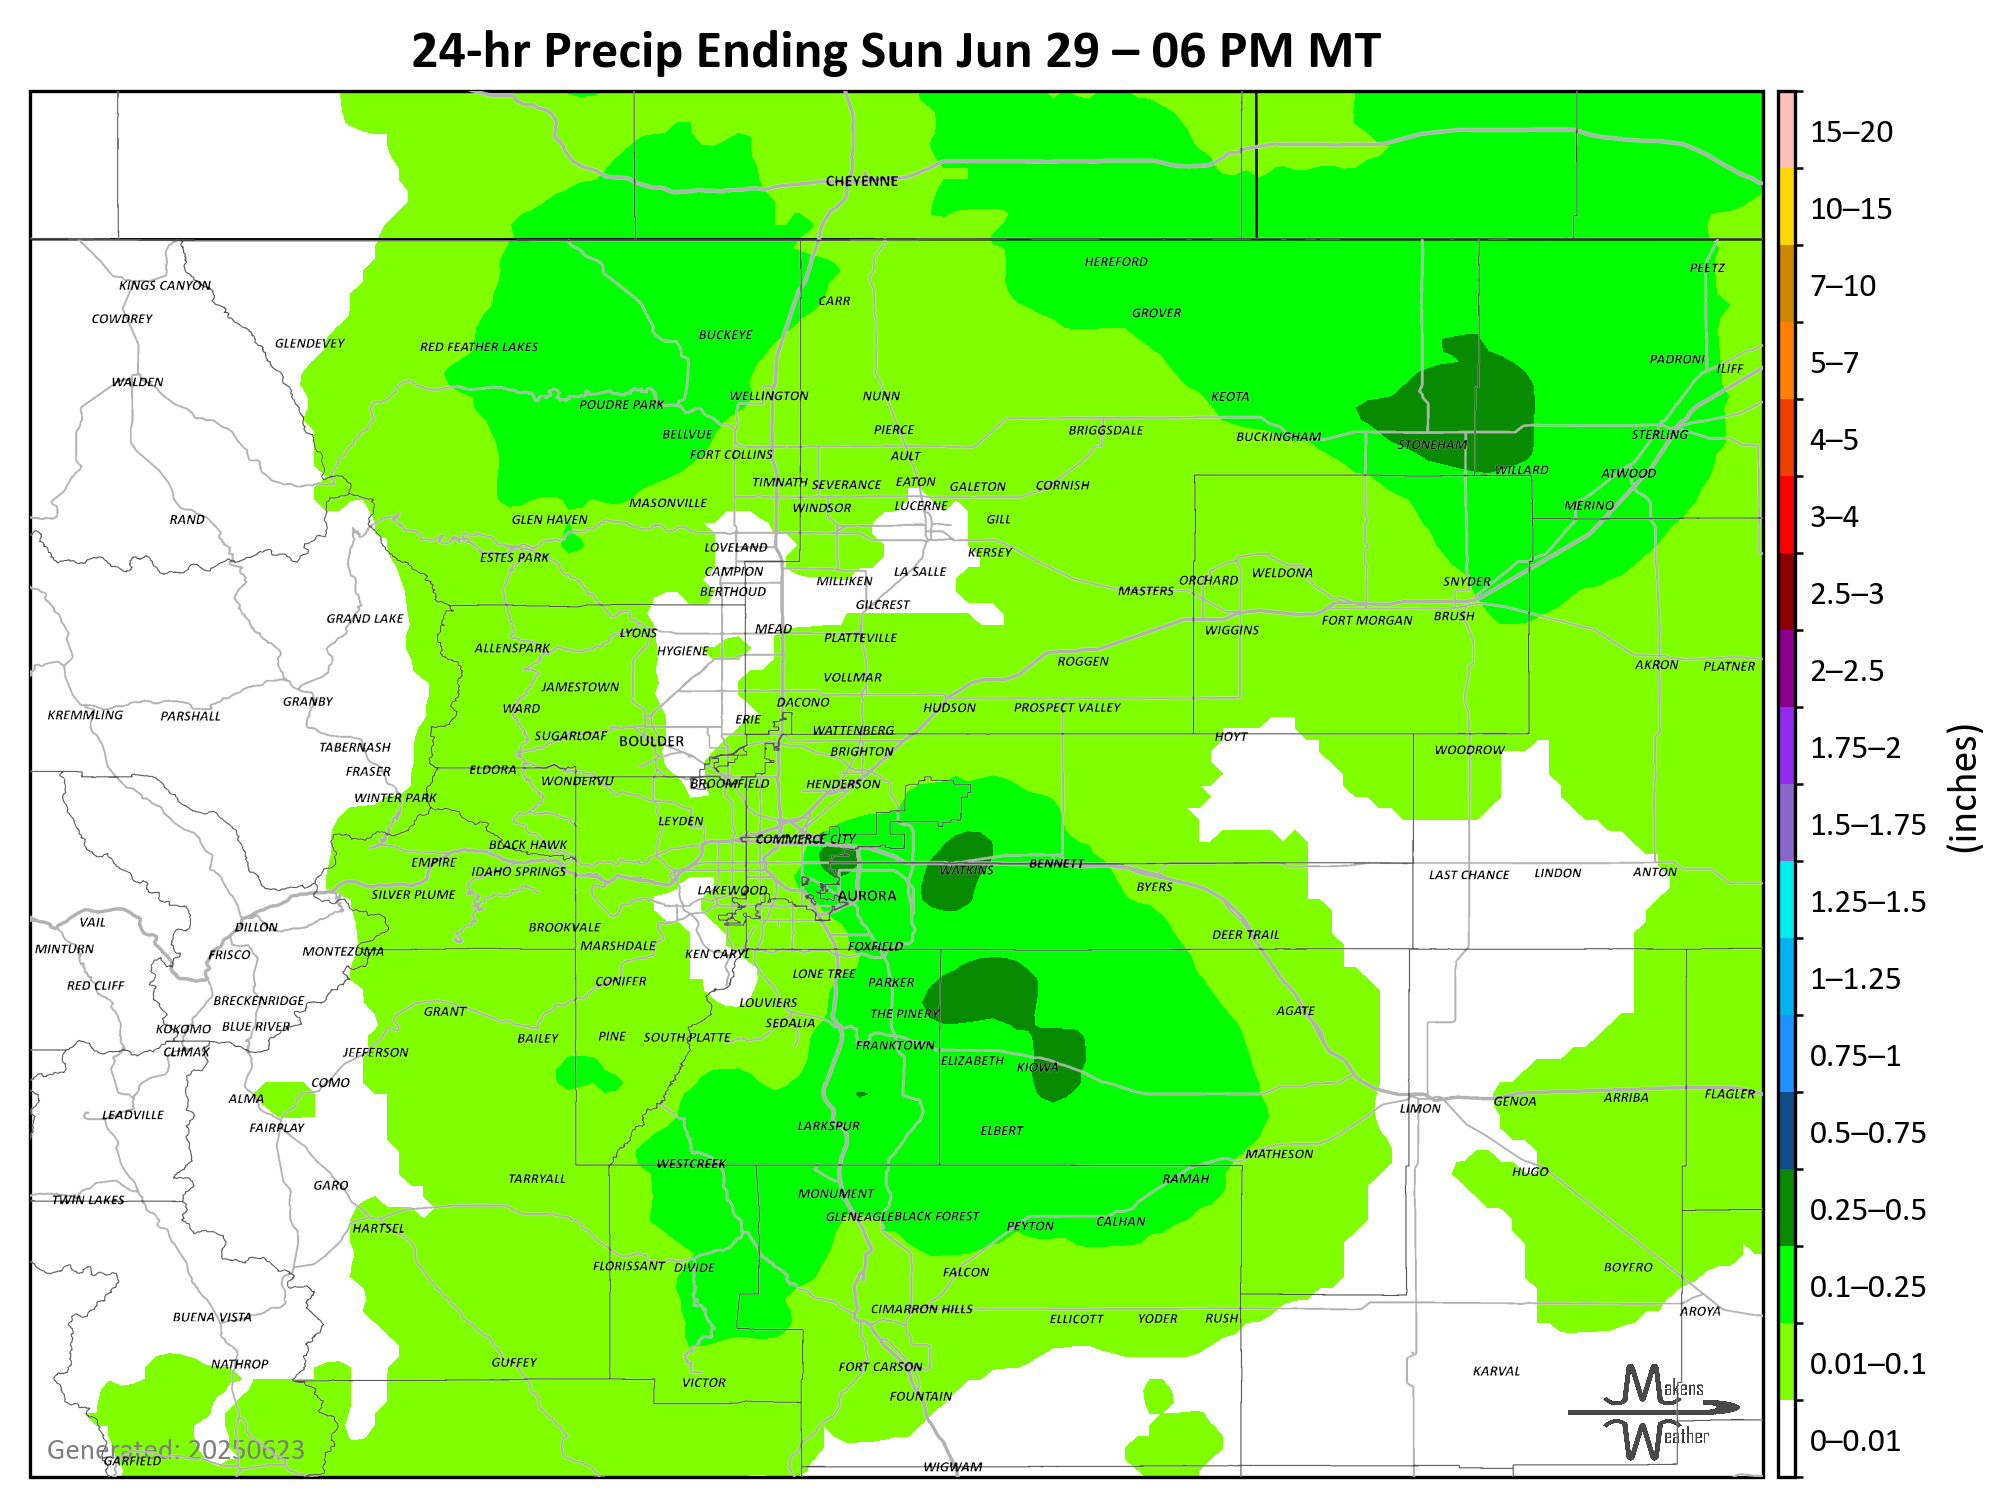 24-hr Precip Ending Sun Jun 29 – 06 PM MT
CHEYENNE
KINGS CANYON
COWDREY
GLENDEVEY
WALDEN
RED FEATHER LAKES
BUCKEYE
CARR
HEREFORD
GROVER
PEETZ
PADRONI
ILIFF
POUDRE PARK
WELLINGTON
NUNN
KEOTA
BELLVUE
PIERCE
BRIGGSDALE
BUCKINGHAM
STONEHAM
STERLING
FORT COLLINS
AULT
WILLARD
ATWOOD
TIMNATH
SEVERANCE
EATON
GALETON
CORNISH
MASONVILLE
WINDSOR
LUCERNE
GILL
MERINO
RAND
GLEN HAVEN
ESTES PARK
LOVELAND
KERSEY
CAMPION
MILLIKEN
LA SALLE
ORCHARD
WELDONA
SNYDER
BERTHOUD
MASTERS
GILCREST
GRAND LAKE
LYONS
MEAD
PLATTEVILLE
WIGGINS
FORT MORGAN
BRUSH
ALLENSPARK
HYGIENE
ROGGEN
AKRON
PLATNER
JAMESTOWN
VOLLMAR
GRANBY
WARD
DACONO
HUDSON
PROSPECT VALLEY
KREMMLING
PARSHALL
ERIE
SUGARLOAF
BOULDER
WATTENBERG
HOYT
TABERNASH
BRIGHTON
WOODROW
FRASER
ELDORA
WONDERVU
BROOMFIELD
HENDERSON
WINTER PARK
LEYDEN
BLACK HAWK
COMMERCE CITY
EMPIRE
IDAHO SPRINGS
WATKINS
BENNETT
SILVER PLUME
LAKEWOOD
AURORA
BYERS
LAST CHANCE
LINDON
ANTON
VAIL
DILLON
BROOKVALE
DEER TRAIL
MINTURN
FRISCO
MONTEZUMA
MARSHDALE
KEN CARYL
FOXFIELD
RED CLIFF
CONIFER
LONE TREE
PARKER
BRECKENRIDGE
GRANT
LOUVIERS
THE PINERY
AGATE
KOKOMO
BLUE RIVER
BAILEY
PINE
SOUTH PLATTE
SEDALIA
CLIMAX
JEFFERSON
FRANKTOWN
ELIZABETH
KIOWA
COMO
ALMA
LEADVILLE
FAIRPLAY
LARKSPUR
ELBERT
LIMON
GENOA
ARRIBA
FLAGLER
WESTCREEK
MATHESON
HUGO
TWIN LAKES
GARO
TARRYALL
MONUMENT
RAMAH
HARTSEL
GLENEAGLE
BLACK FOREST
PEYTON
CALHAN
FLORISSANT
DIVIDE
FALCON
BOYERO
BUENA VISTA
CIMARRON HILLS
ELLICOTT
YODER
RUSH
AROYA
NATHROP
GUFFEY
VICTOR
FORT CARSON
KARVAL
FOUNTAIN
GARFIELD
WIGWAM
Generated: 20250623
Makens
Weather
15–20
10–15
7–10
5–7
4–5
3–4
2.5–3
2–2.5
1.75–2
1.5–1.75
1.25–1.5
1–1.25
0.75–1
0.5–0.75
0.25–0.5
0.1–0.25
0.01–0.1
0–0.01
(inches)